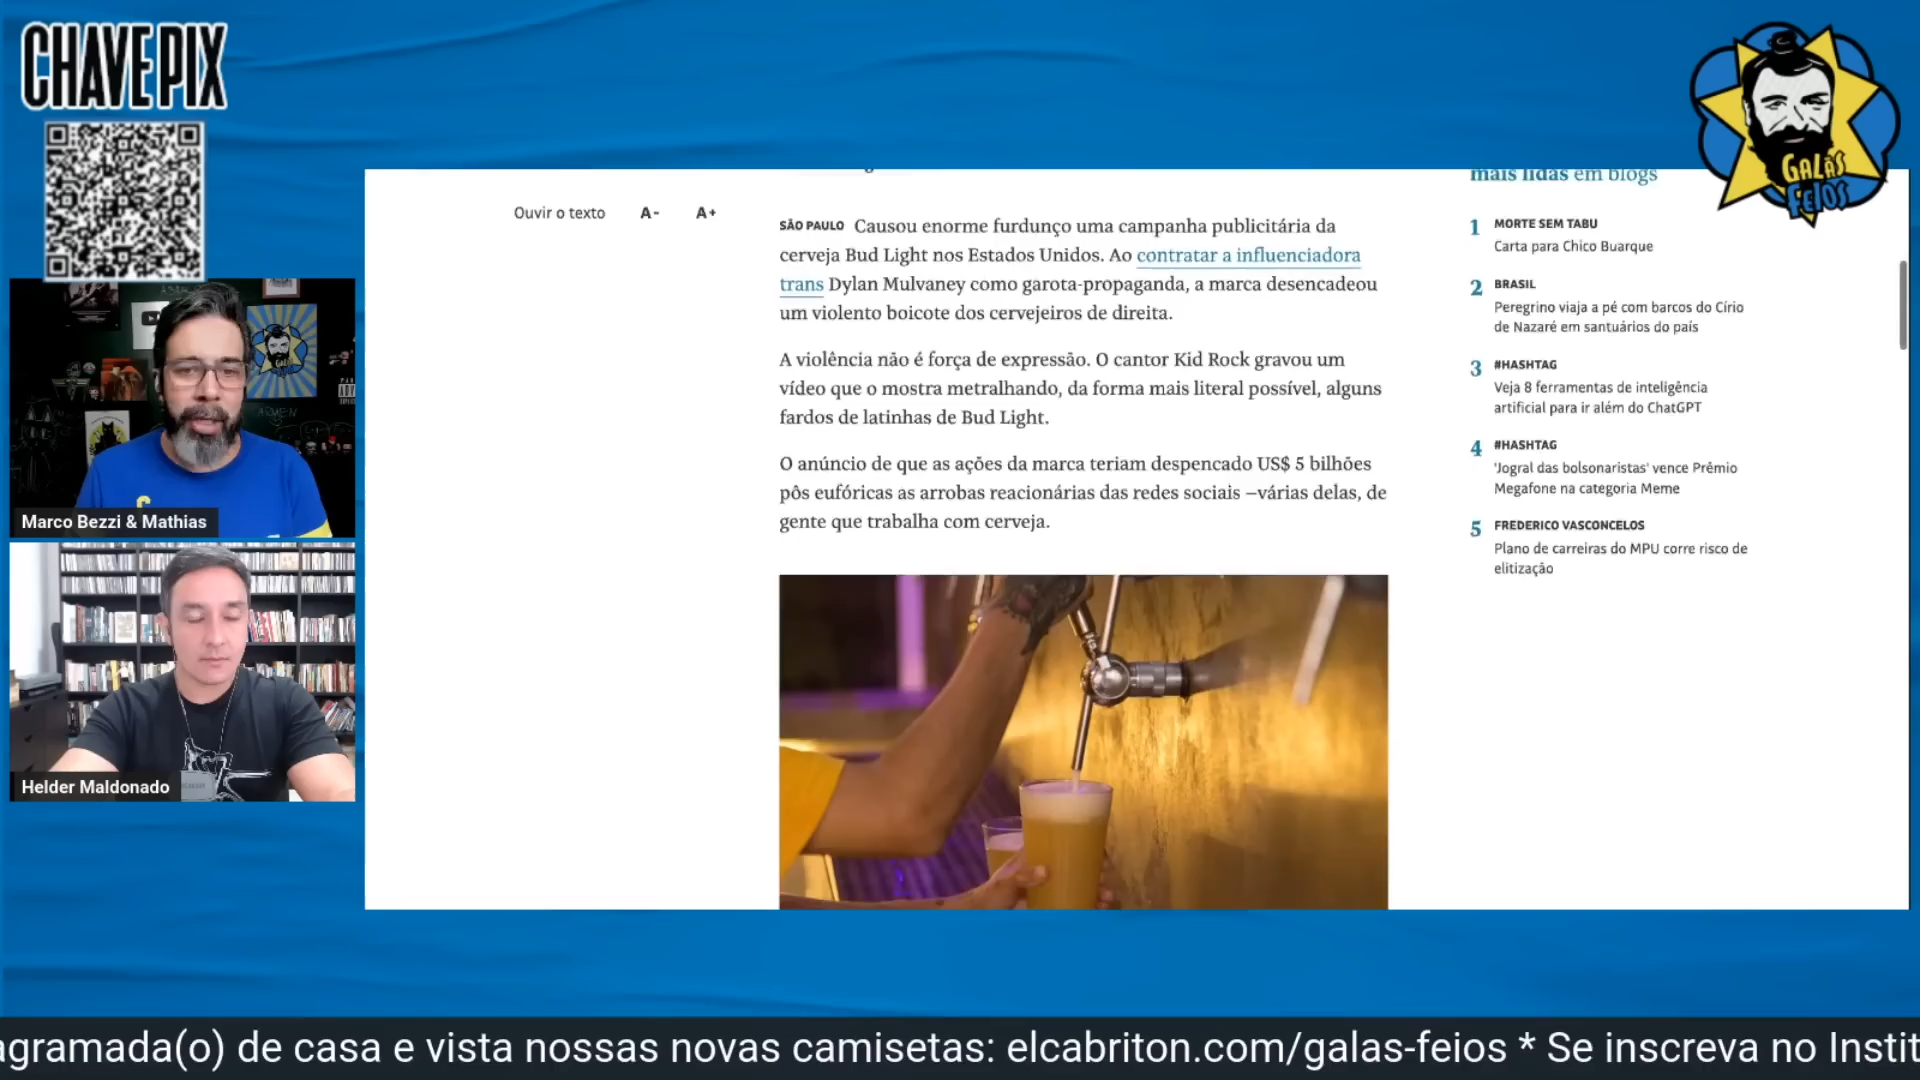 CHAVE PIX
GALÃS
FEIOS
Marco Bezzi & Mathias
Helder Maldonado
Ouvir o texto A- A+
SÃO PAULO Causou enorme furdunço uma campanha publicitária da
cerveja Bud Light nos Estados Unidos. Ao contratar a influenciadora
trans Dylan Mulvaney como garota-propaganda, a marca desencadeou
um violento boicote dos cervejeiros de direita.
A violência não é força de expressão. O cantor Kid Rock gravou um
vídeo que o mostra metralhando, da forma mais literal possível, alguns
fardos de latinhas de Bud Light.
O anúncio de que as ações da marca teriam despencado US$ 5 bilhões
pôs eufóricas as arrobas reacionárias das redes sociais –várias delas, de
gente que trabalha com cerveja.
mais lidas em blogs
1 MORTE SEM TABU
Carta para Chico Buarque
2 BRASIL
Peregrino viaja a pé com barcos do Círio
de Nazaré em santuários do país
3 #HASHTAG
Veja 8 ferramentas de inteligência
artificial para ir além do ChatGPT
4 #HASHTAG
'Jogral das bolsonaristas' vence Prêmio
Megafone na categoria Meme
5 FREDERICO VASCONCELOS
Plano de carreiras do MPU corre risco de
elitização
agramada(o) de casa e vista nossas novas camisetas: elcabriton.com/galas-feios * Se inscreva no Instit